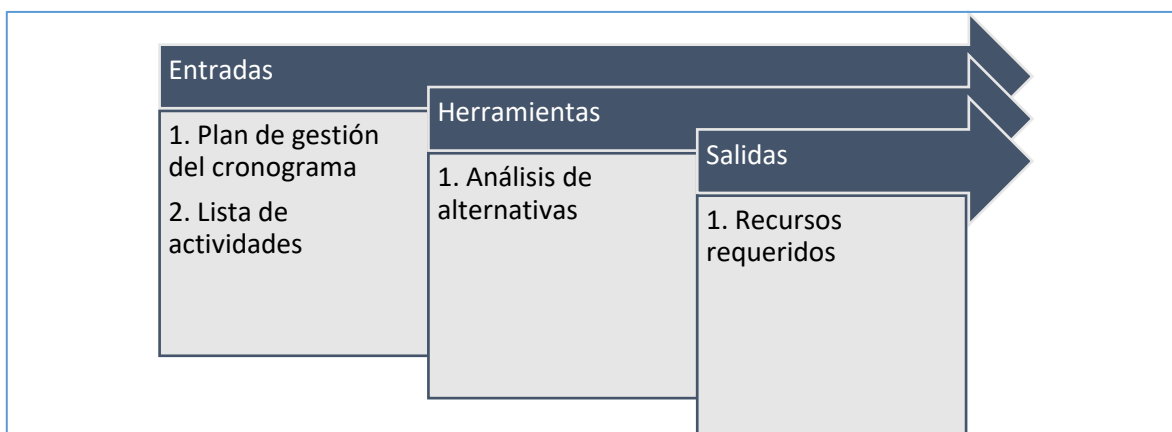 Entradas
1. Plan de gestión
del cronograma
2. Lista de
actividades
Herramientas
1. Análisis de
alternativas
Salidas
1. Recursos
requeridos